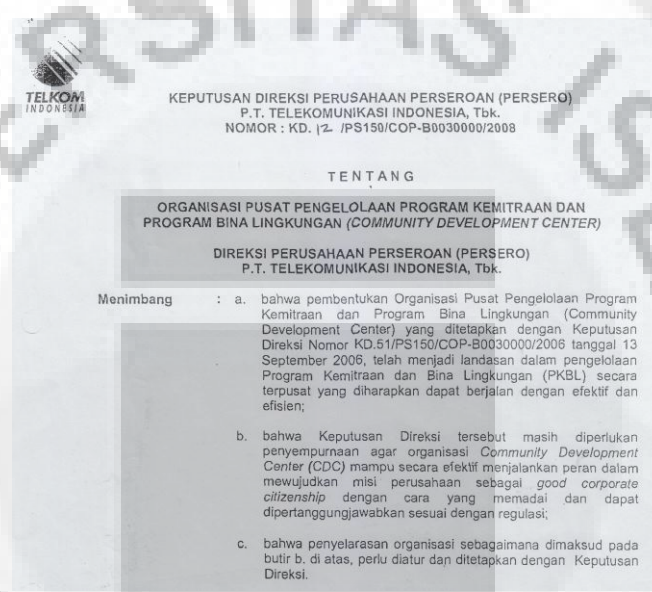 ERSITAS IS
TELKOM
INDONESIA
KEPUTUSAN DIREKSI PERUSAHAAN PERSEROAN (PERSERO)
P.T. TELEKOMUNIKASI INDONESIA, Tbk.
NOMOR : KD. 12 /PS150/COP-B0030000/2008
TENTANG
ORGANISASI PUSAT PENGELOLAAN PROGRAM KEMITRAAN DAN
PROGRAM BINA LINGKUNGAN (COMMUNITY DEVELOPMENT CENTER)
DIREKSI PERUSAHAAN PERSEROAN (PERSERO)
P.T. TELEKOMUNIKASI INDONESIA, Tbk.
Menimbang : a. bahwa pembentukan Organisasi Pusat Pengelolaan Program
Kemitraan dan Program Bina Lingkungan (Community
Development Center) yang ditetapkan dengan Keputusan
Direksi Nomor KD.51/PS150/COP-B0030000/2006 tanggal 13
September 2006, telah menjadi landasan dalam pengelolaan
Program Kemitraan dan Bina Lingkungan (PKBL) secara
terpusat yang diharapkan dapat berjalan dengan efektif dan
efisien;
b. bahwa Keputusan Direksi tersebut masih diperlukan
penyempurnaan agar organisasi Community Development
Center (CDC) mampu secara efektif menjalankan peran dalam
mewujudkan misi perusahaan sebagai good corporate
citizenship dengan cara yang memadai dan dapat
dipertanggungjawabkan sesuai dengan regulasi;
c. bahwa penyelarasan organisasi sebagaimana dimaksud pada
butir b. di atas, perlu diatur dan ditetapkan dengan Keputusan
Direksi.